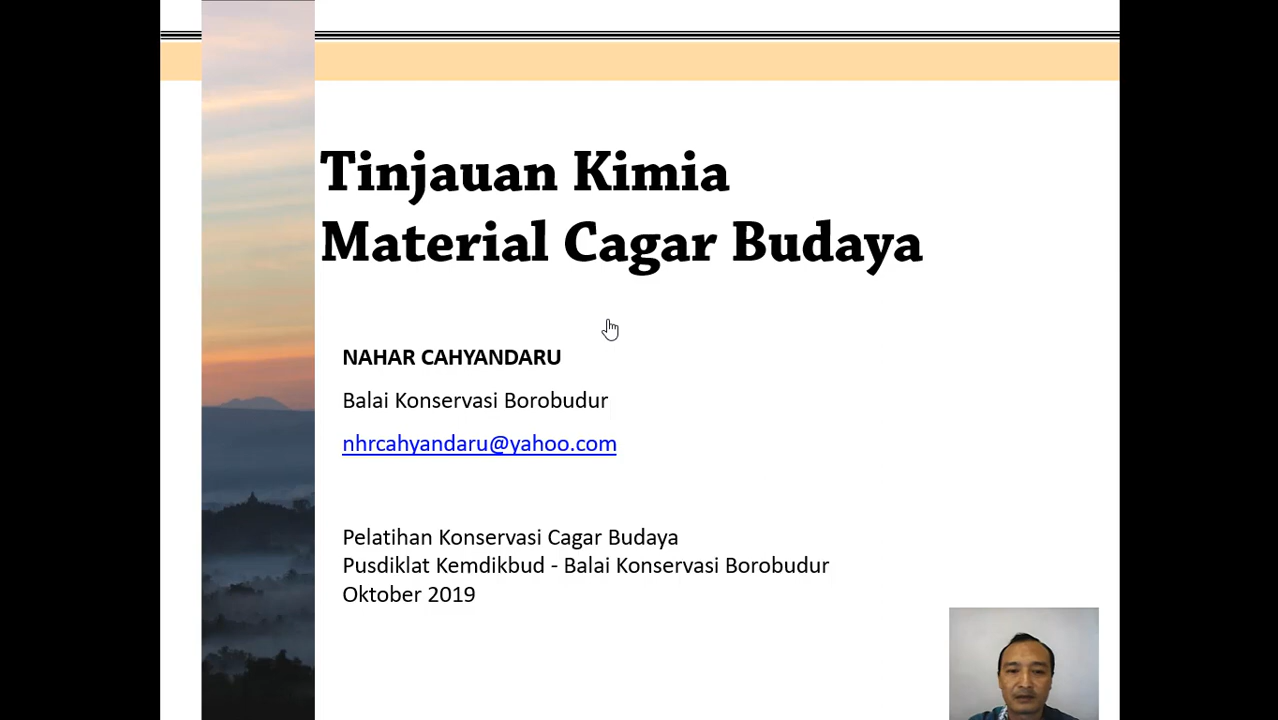 Tinjauan Kimia
Material Cagar Budaya
NAHAR CAHYANDARU
Balai Konservasi Borobudur
nhrcahyandaru@yahoo.com
Pelatihan Konservasi Cagar Budaya
Pusdiklat Kemdikbud - Balai Konservasi Borobudur
Oktober 2019